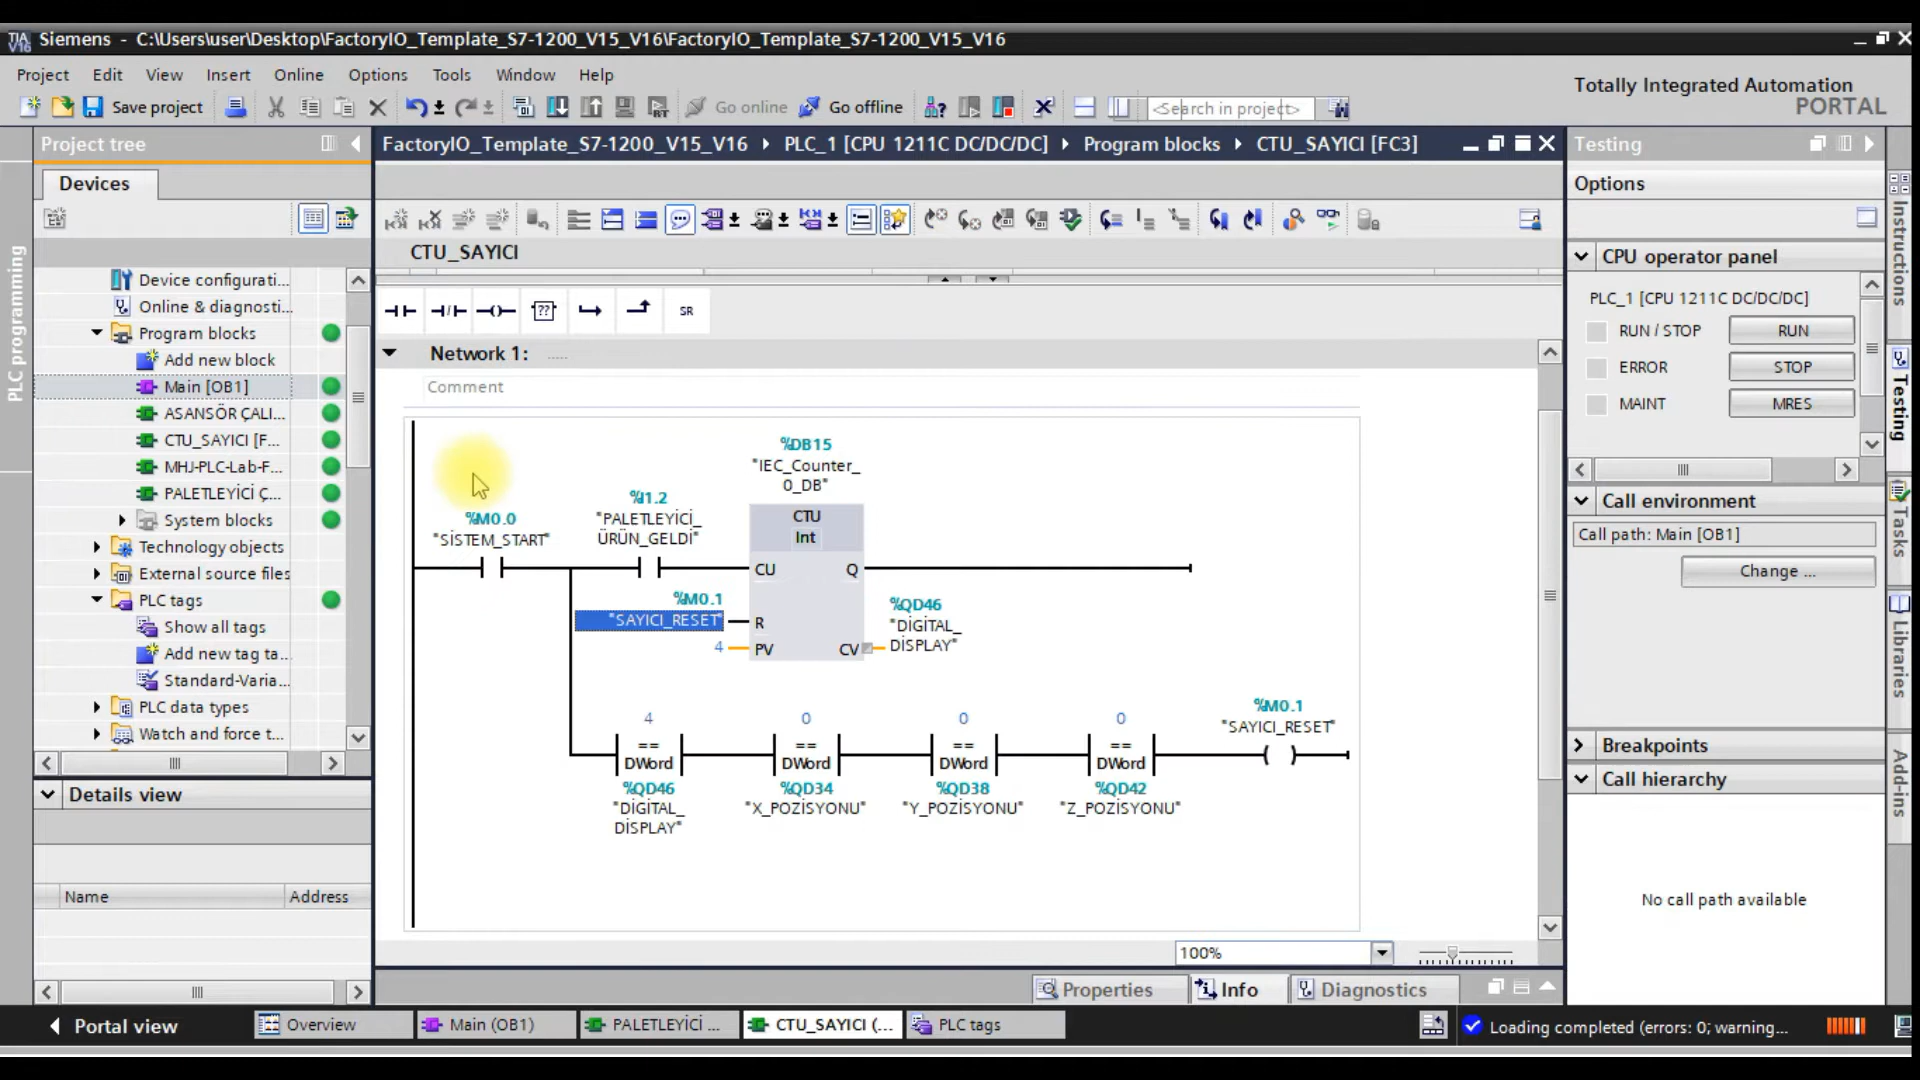 TIA
V16
Siemens - C:\Users\user\Desktop\FactoryIO_Template_S7-1200_V15_V16\FactoryIO_Template_S7-1200_V15_V16
Project Edit View Insert Online Options Tools Window Help
Totally Integrated Automation
PORTAL
Save project
Go online
Go offline
<Search in project>
Project tree
FactoryIO_Template_S7-1200_V15_V16
PLC_1 [CPU 1211C DC/DC/DC]
Program blocks
CTU_SAYICI [FC3]
Testing
Devices
Options
PLC programming
CTU_SAYICI
Device configurati...
Online & diagnosti...
Program blocks
Add new block
Main [OB1]
ASANSÖR ÇALI...
CTU_SAYICI [F...
MHJ-PLC-Lab-F...
PALETLEYİCİ Ç...
System blocks
Technology objects
External source files
PLC tags
Show all tags
Add new tag ta...
Standard-Varia...
PLC data types
Watch and force t...
Details view
Name
Address
??
SR
Network 1:
.....
Comment
%M0.0
"SİSTEM_START"
%I1.2
"PALETLEYİCİ_
ÜRÜN_GELDİ"
%DB15
"IEC_Counter_
0_DB"
CTU
Int
CU
Q
%M0.1
"SAYICI_RESET"
R
4
PV
CV
%QD46
"DİGİTAL_
DİSPLAY"
4
==
DWord
%QD46
"DİGİTAL_
DİSPLAY"
0
==
DWord
%QD34
"X_POZİSYONU"
0
==
DWord
%QD38
"Y_POZİSYONU"
0
==
DWord
%QD42
"Z_POZİSYONU"
%M0.1
"SAYICI_RESET"
100%
Properties
Info
Diagnostics
CPU operator panel
PLC_1 [CPU 1211C DC/DC/DC]
RUN / STOP
RUN
ERROR
STOP
MAINT
MRES
Call environment
Call path: Main [OB1]
Change ...
Breakpoints
Call hierarchy
No call path available
Instructions
Testing
Tasks
Libraries
Add-ins
Portal view
Overview
Main (OB1)
PALETLEYİCİ ...
CTU_SAYICI (...
PLC tags
Loading completed (errors: 0; warning...